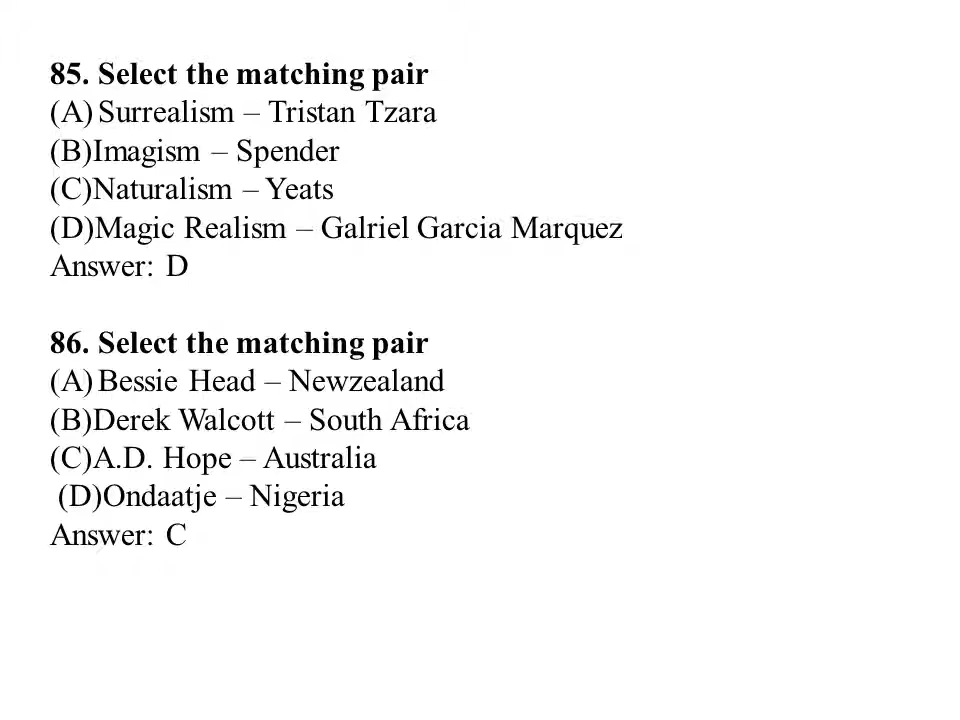 85. Select the matching pair
(A) Surrealism – Tristan Tzara
(B)Imagism – Spender
(C)Naturalism – Yeats
(D)Magic Realism – Galriel Garcia Marquez
Answer: D
86. Select the matching pair
(A) Bessie Head – Newzealand
(B)Derek Walcott – South Africa
(C)A.D. Hope – Australia
(D)Ondaatje – Nigeria
Answer: C